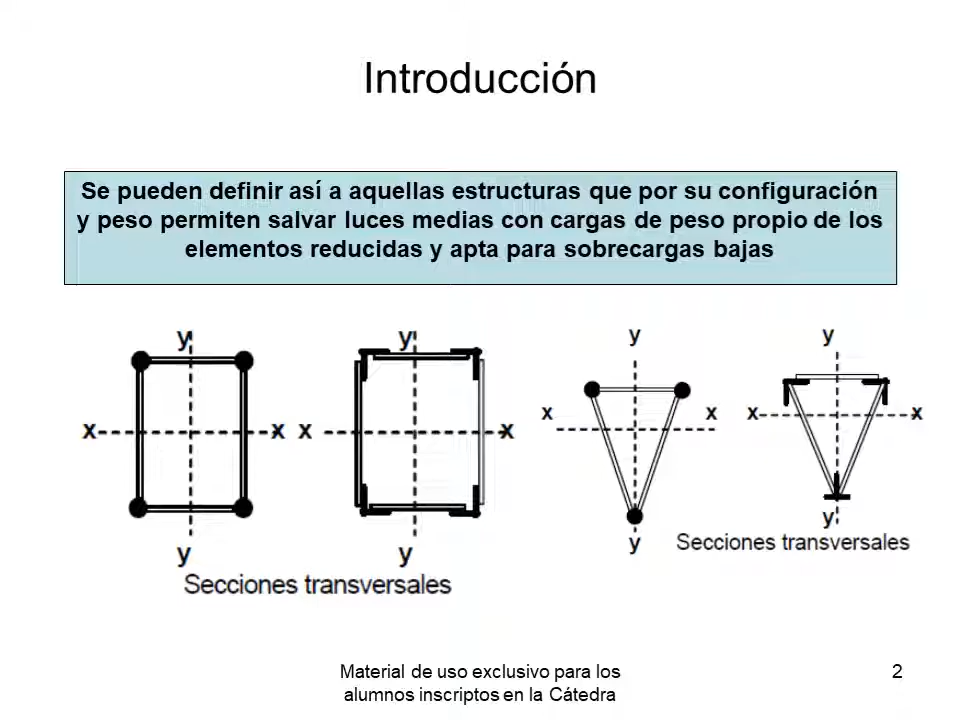 Introducción
Se pueden definir así a aquellas estructuras que por su configuración
y peso permiten salvar luces medias con cargas de peso propio de los
elementos reducidas y apta para sobrecargas bajas
y y y y
x x x x x x x x
y y y y
Secciones transversales
Secciones transversales
Material de uso exclusivo para los
alumnos inscriptos en la Cátedra
2